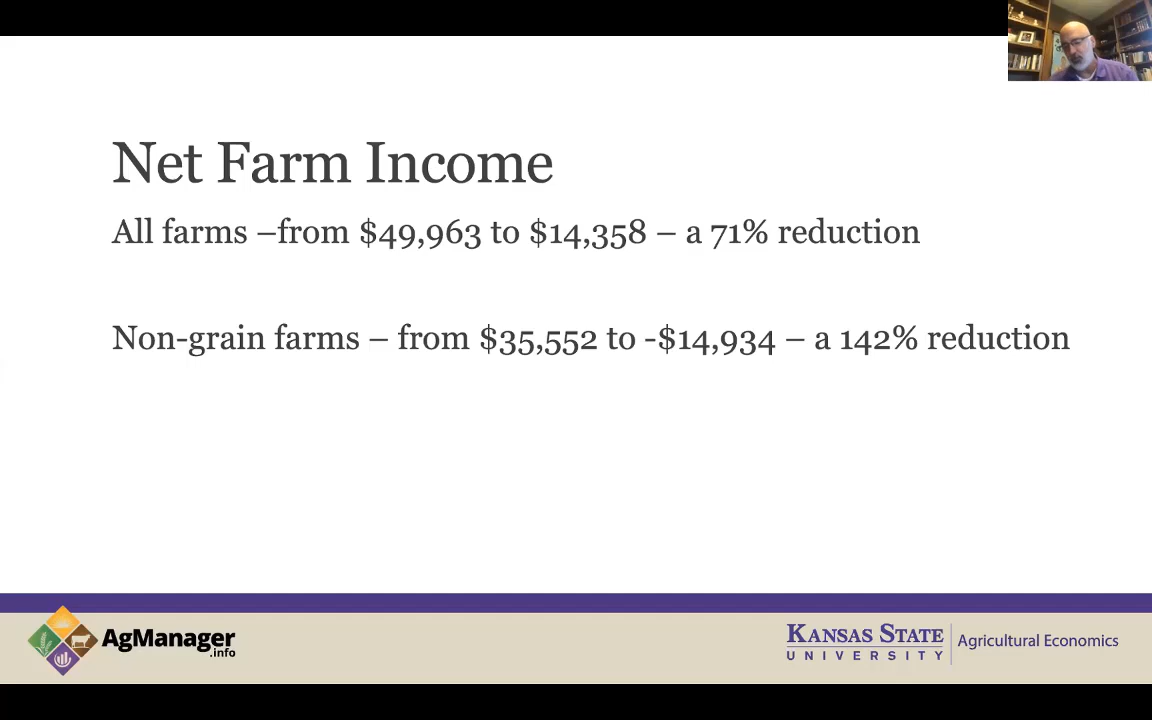 Net Farm Income
All farms –from $49,963 to $14,358 – a 71% reduction
Non-grain farms – from $35,552 to -$14,934 – a 142% reduction
AgManager
.info
KANSAS STATE
UNIVERSITY
Agricultural Economics